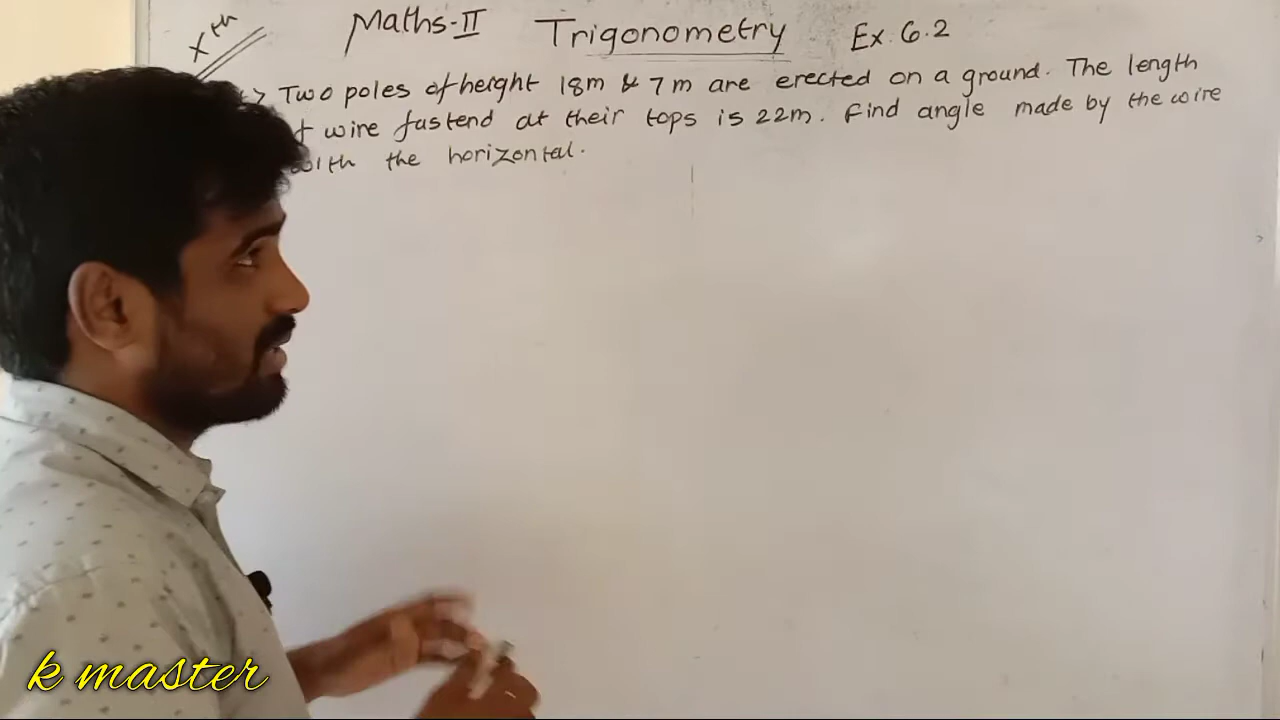 Xth
Maths-II Trigonometry Ex. 6.2
Two poles of height 18m & 7m are erected on a ground. The length
wire fastend at their tops is 22m. Find angle made by the wire
with the horizontal.
k master